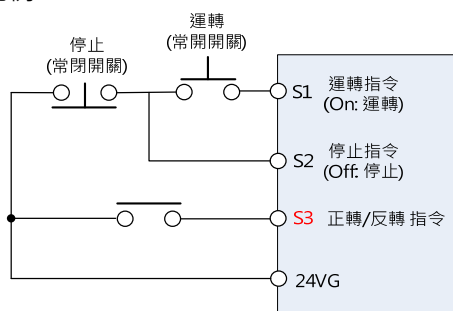 運轉
(常開開關)
停止
(常閉開關)
S1 運轉指令
(On: 運轉)
S2 停止指令
(Off: 停止)
S3 正轉/反轉 指令
24VG